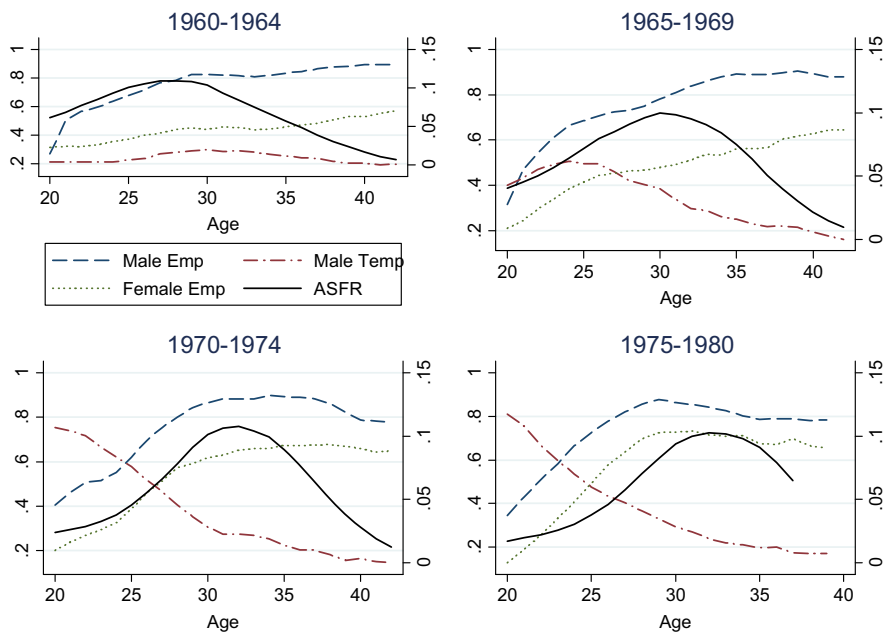 1960-1964
1 .8 .6 .4 .2
.15 .1 .05 0
20 25 30 35 40
Age
Male Emp Male Temp
Female Emp ASFR
1965-1969
1 .8 .6 .4 .2
.15 .1 .05 0
20 25 30 35 40
Age
1970-1974
1 .8 .6 .4 .2
.15 .1 .05 0
20 25 30 35 40
Age
1975-1980
1 .8 .6 .4 .2
.15 .1 .05 0
20 25 30 35 40
Age